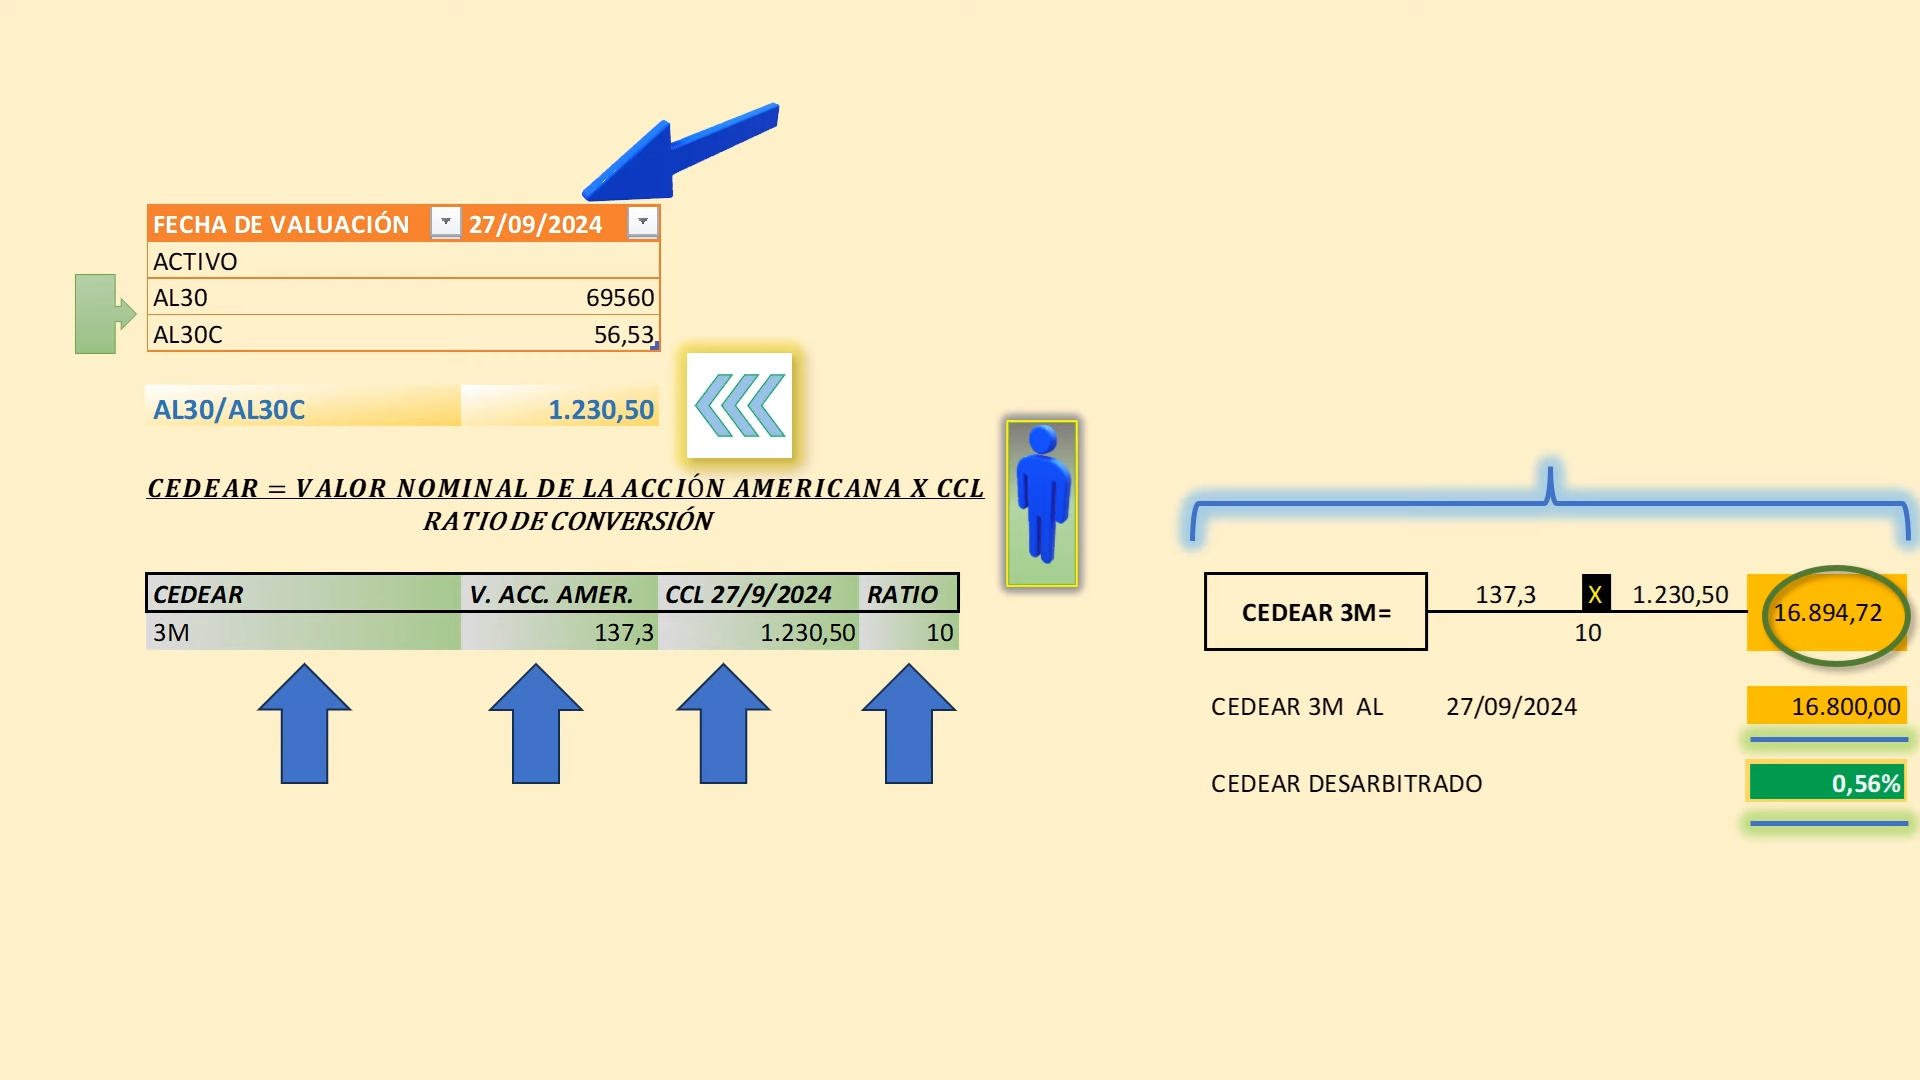 FECHA DE VALUACIÓN 27/09/2024
ACTIVO
AL30 69560
AL30C 56,53
AL30/AL30C 1.230,50
CEDEAR = VALOR NOMINAL DE LA ACCIÓN AMERICANA X CCL
RATIO DE CONVERSIÓN
CEDEAR V. ACC. AMER. CCL 27/9/2024 RATIO
3M 137,3 1.230,50 10
CEDEAR 3M= 137,3 X 1.230,50 16.894,72
10
CEDEAR 3M AL 27/09/2024 16.800,00
CEDEAR DESARBITRADO 0,56%